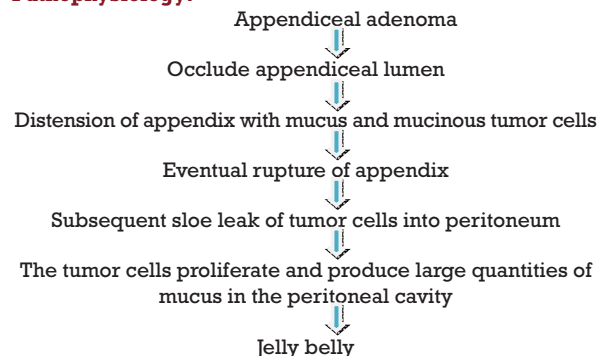 Pathophysiology:
Appendiceal adenoma
Occlude appendiceal lumen
Distension of appendix with mucus and mucinous tumor cells
Eventual rupture of appendix
Subsequent sloe leak of tumor cells into peritoneum
The tumor cells proliferate and produce large quantities of
mucus in the peritoneal cavity
Jelly belly